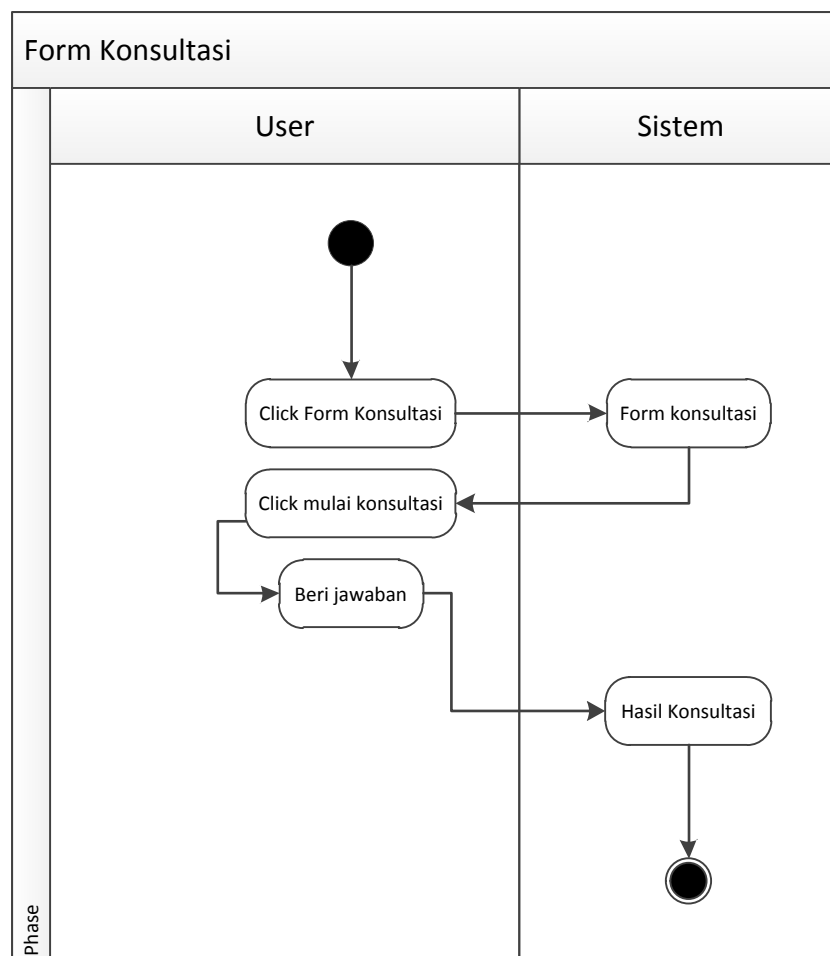 Form Konsultasi
User
Sistem
Click Form Konsultasi
Form konsultasi
Click mulai konsultasi
Beri jawaban
Hasil Konsultasi
Phase